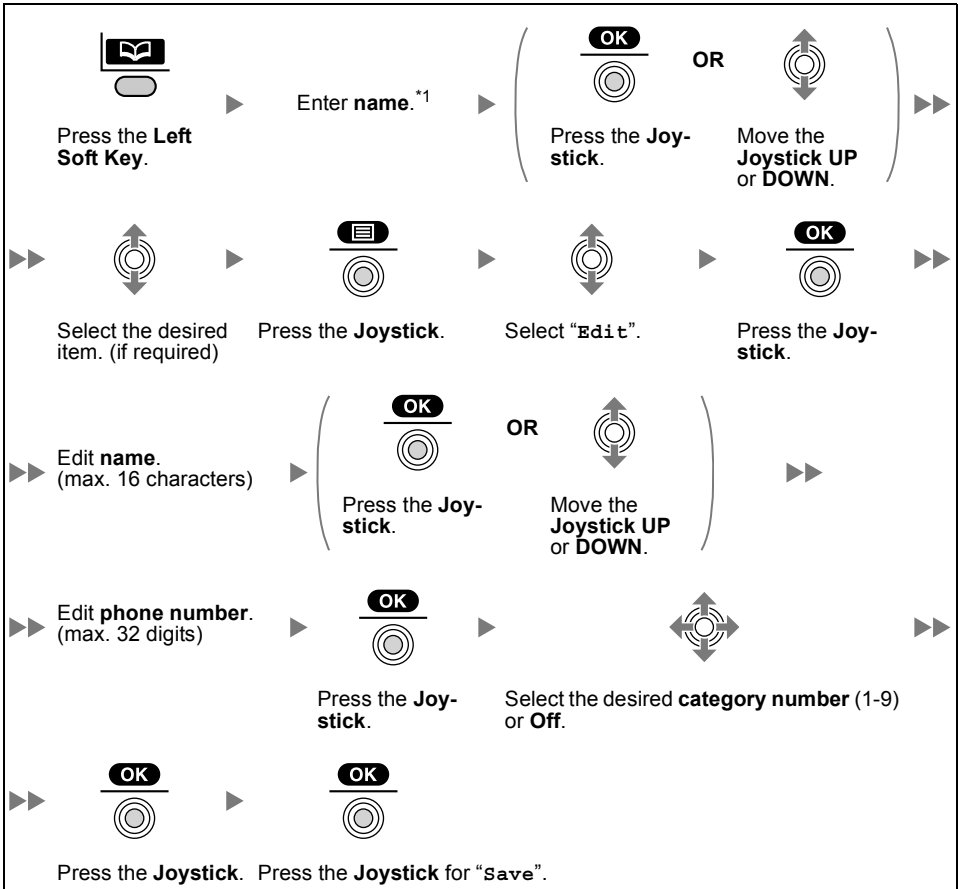 OK
OR
Enter name.*1
Press the Left
Soft Key.
Press the Joy-
stick.
Move the
Joystick UP
or DOWN.
OK
Select the desired
item. (if required)
Press the Joystick.
Select “Edit”.
Press the Joy-
stick.
OK
OR
Edit name.
(max. 16 characters)
Press the Joy-
stick.
Move the
Joystick UP
or DOWN.
Edit phone number.
(max. 32 digits)
OK
Press the Joy-
stick.
Select the desired category number (1-9)
or Off.
OK
OK
Press the Joystick.
Press the Joystick for “Save”.